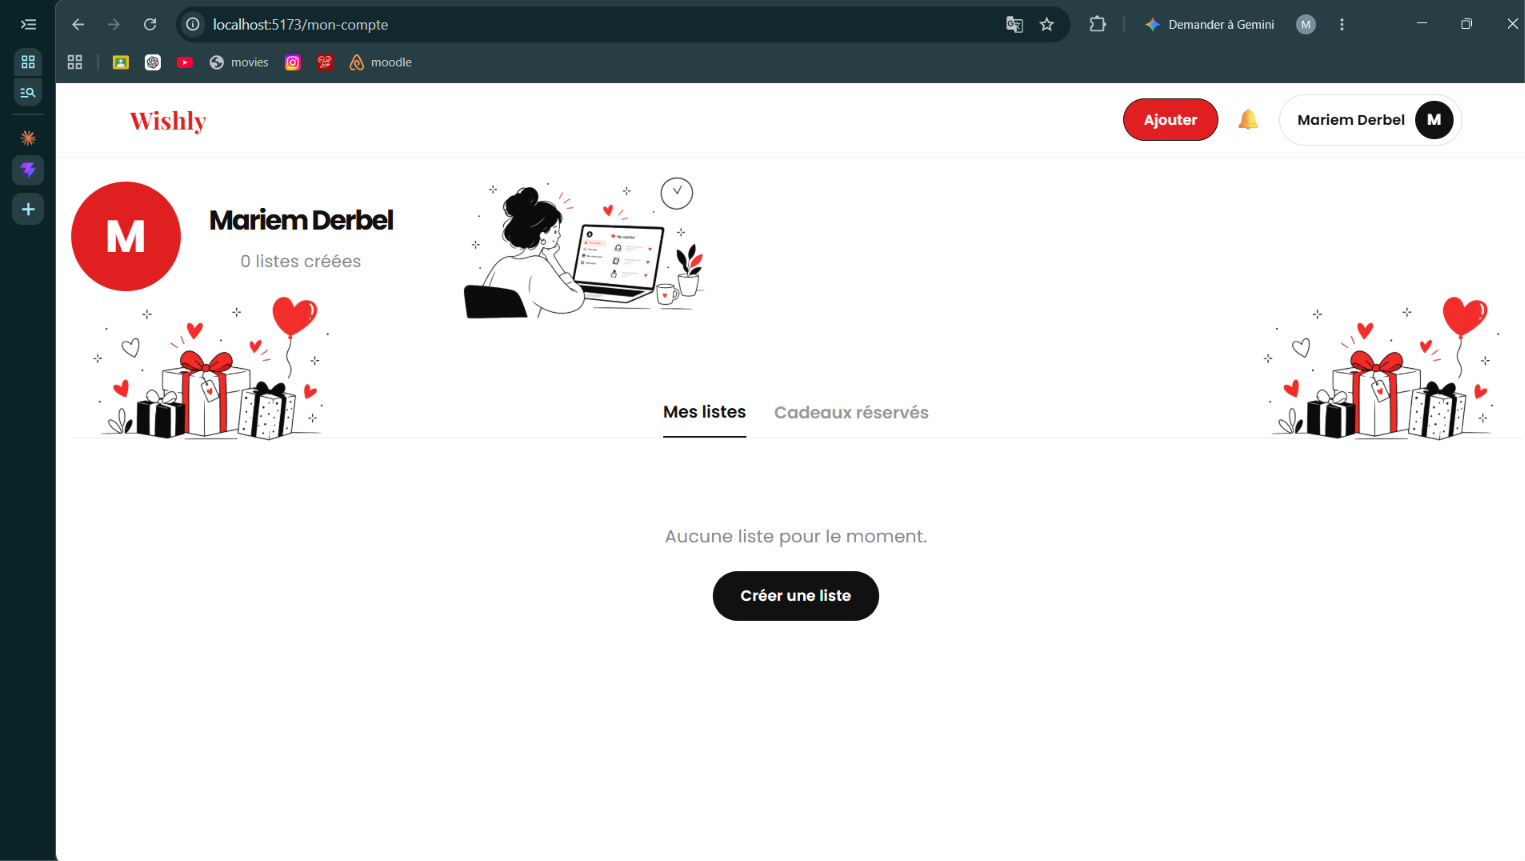 localhost:5173/mon-compte
Demander à Gemini
M
movies
moodle
Wishly
Ajouter
Mariem Derbel
M
M
Mariem Derbel
0 listes créées
Mes listes
Cadeaux réservés
Aucune liste pour le moment.
Créer une liste